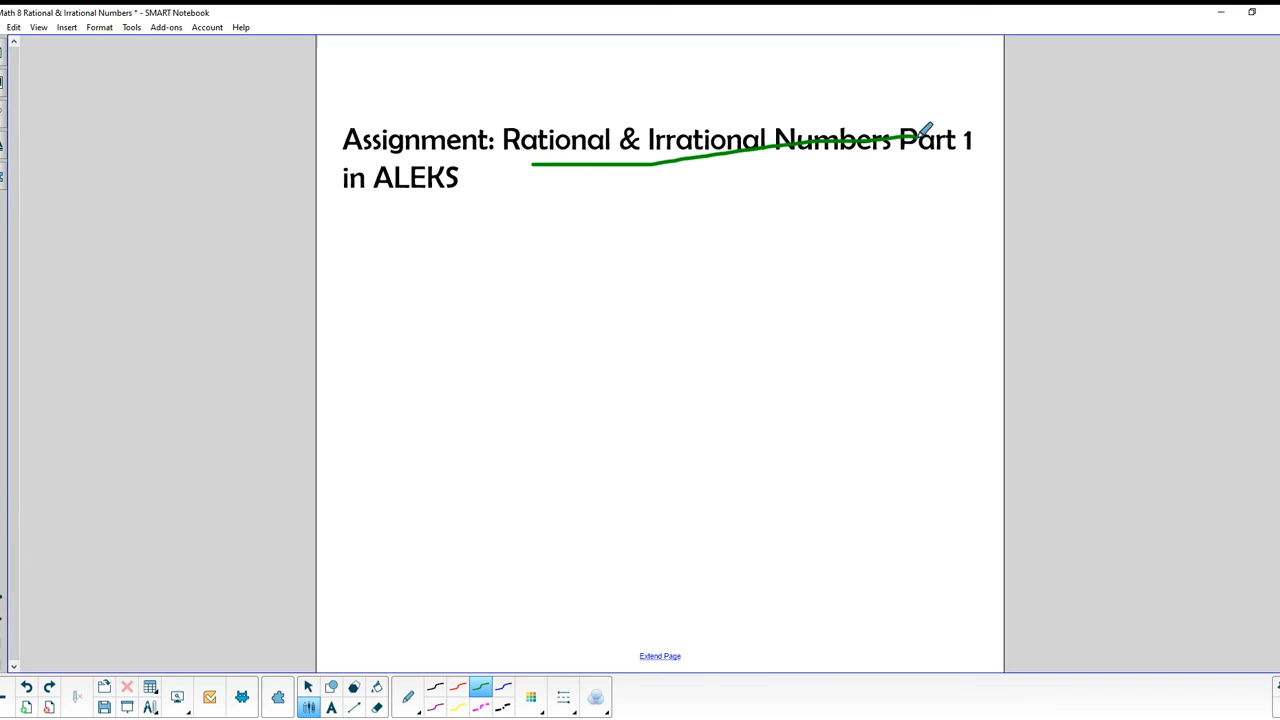 Math 8 Rational & Irrational Numbers * - SMART Notebook
Edit View Insert Format Tools Add-ons Account Help
Assignment: Rational & Irrational Numbers Part 1
in ALEKS
Extend Page